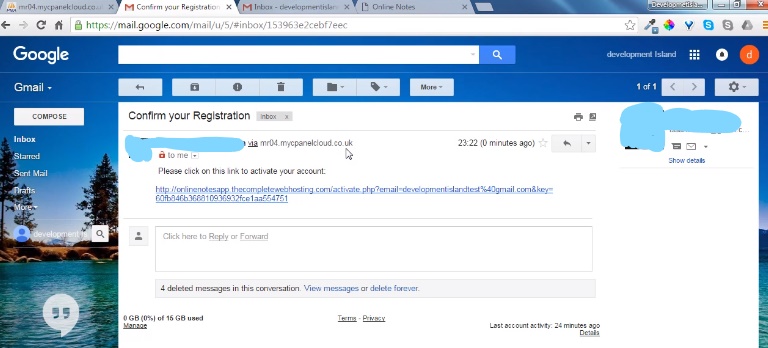 mr04.mycpanelcloud.co.uk
Confirm your Registration
Inbox - developmentislan
Online Notes
Developmentisla
https://mail.google.com/mail/u/5/#inbox/153963e2cebf7eec
Google
development Island
d
Gmail
More
1 of 1
COMPOSE
Inbox
Starred
Sent Mail
Drafts
More
development Is
Confirm your Registration
Inbox x
via mr04.mycpanelcloud.co.uk
23:22 (0 minutes ago)
to me
Please click on this link to activate your account:
http://onlinenotesapp.thecompletewebhosting.com/activate.php?email=developmentislandtest%40gmail.com&key=
60fb846b368810936932fce1aa554751
Click here to Reply or Forward
4 deleted messages in this conversation. View messages or delete forever.
0 GB (0%) of 15 GB used
Manage
Terms - Privacy
Last account activity: 24 minutes ago
Details
Show details